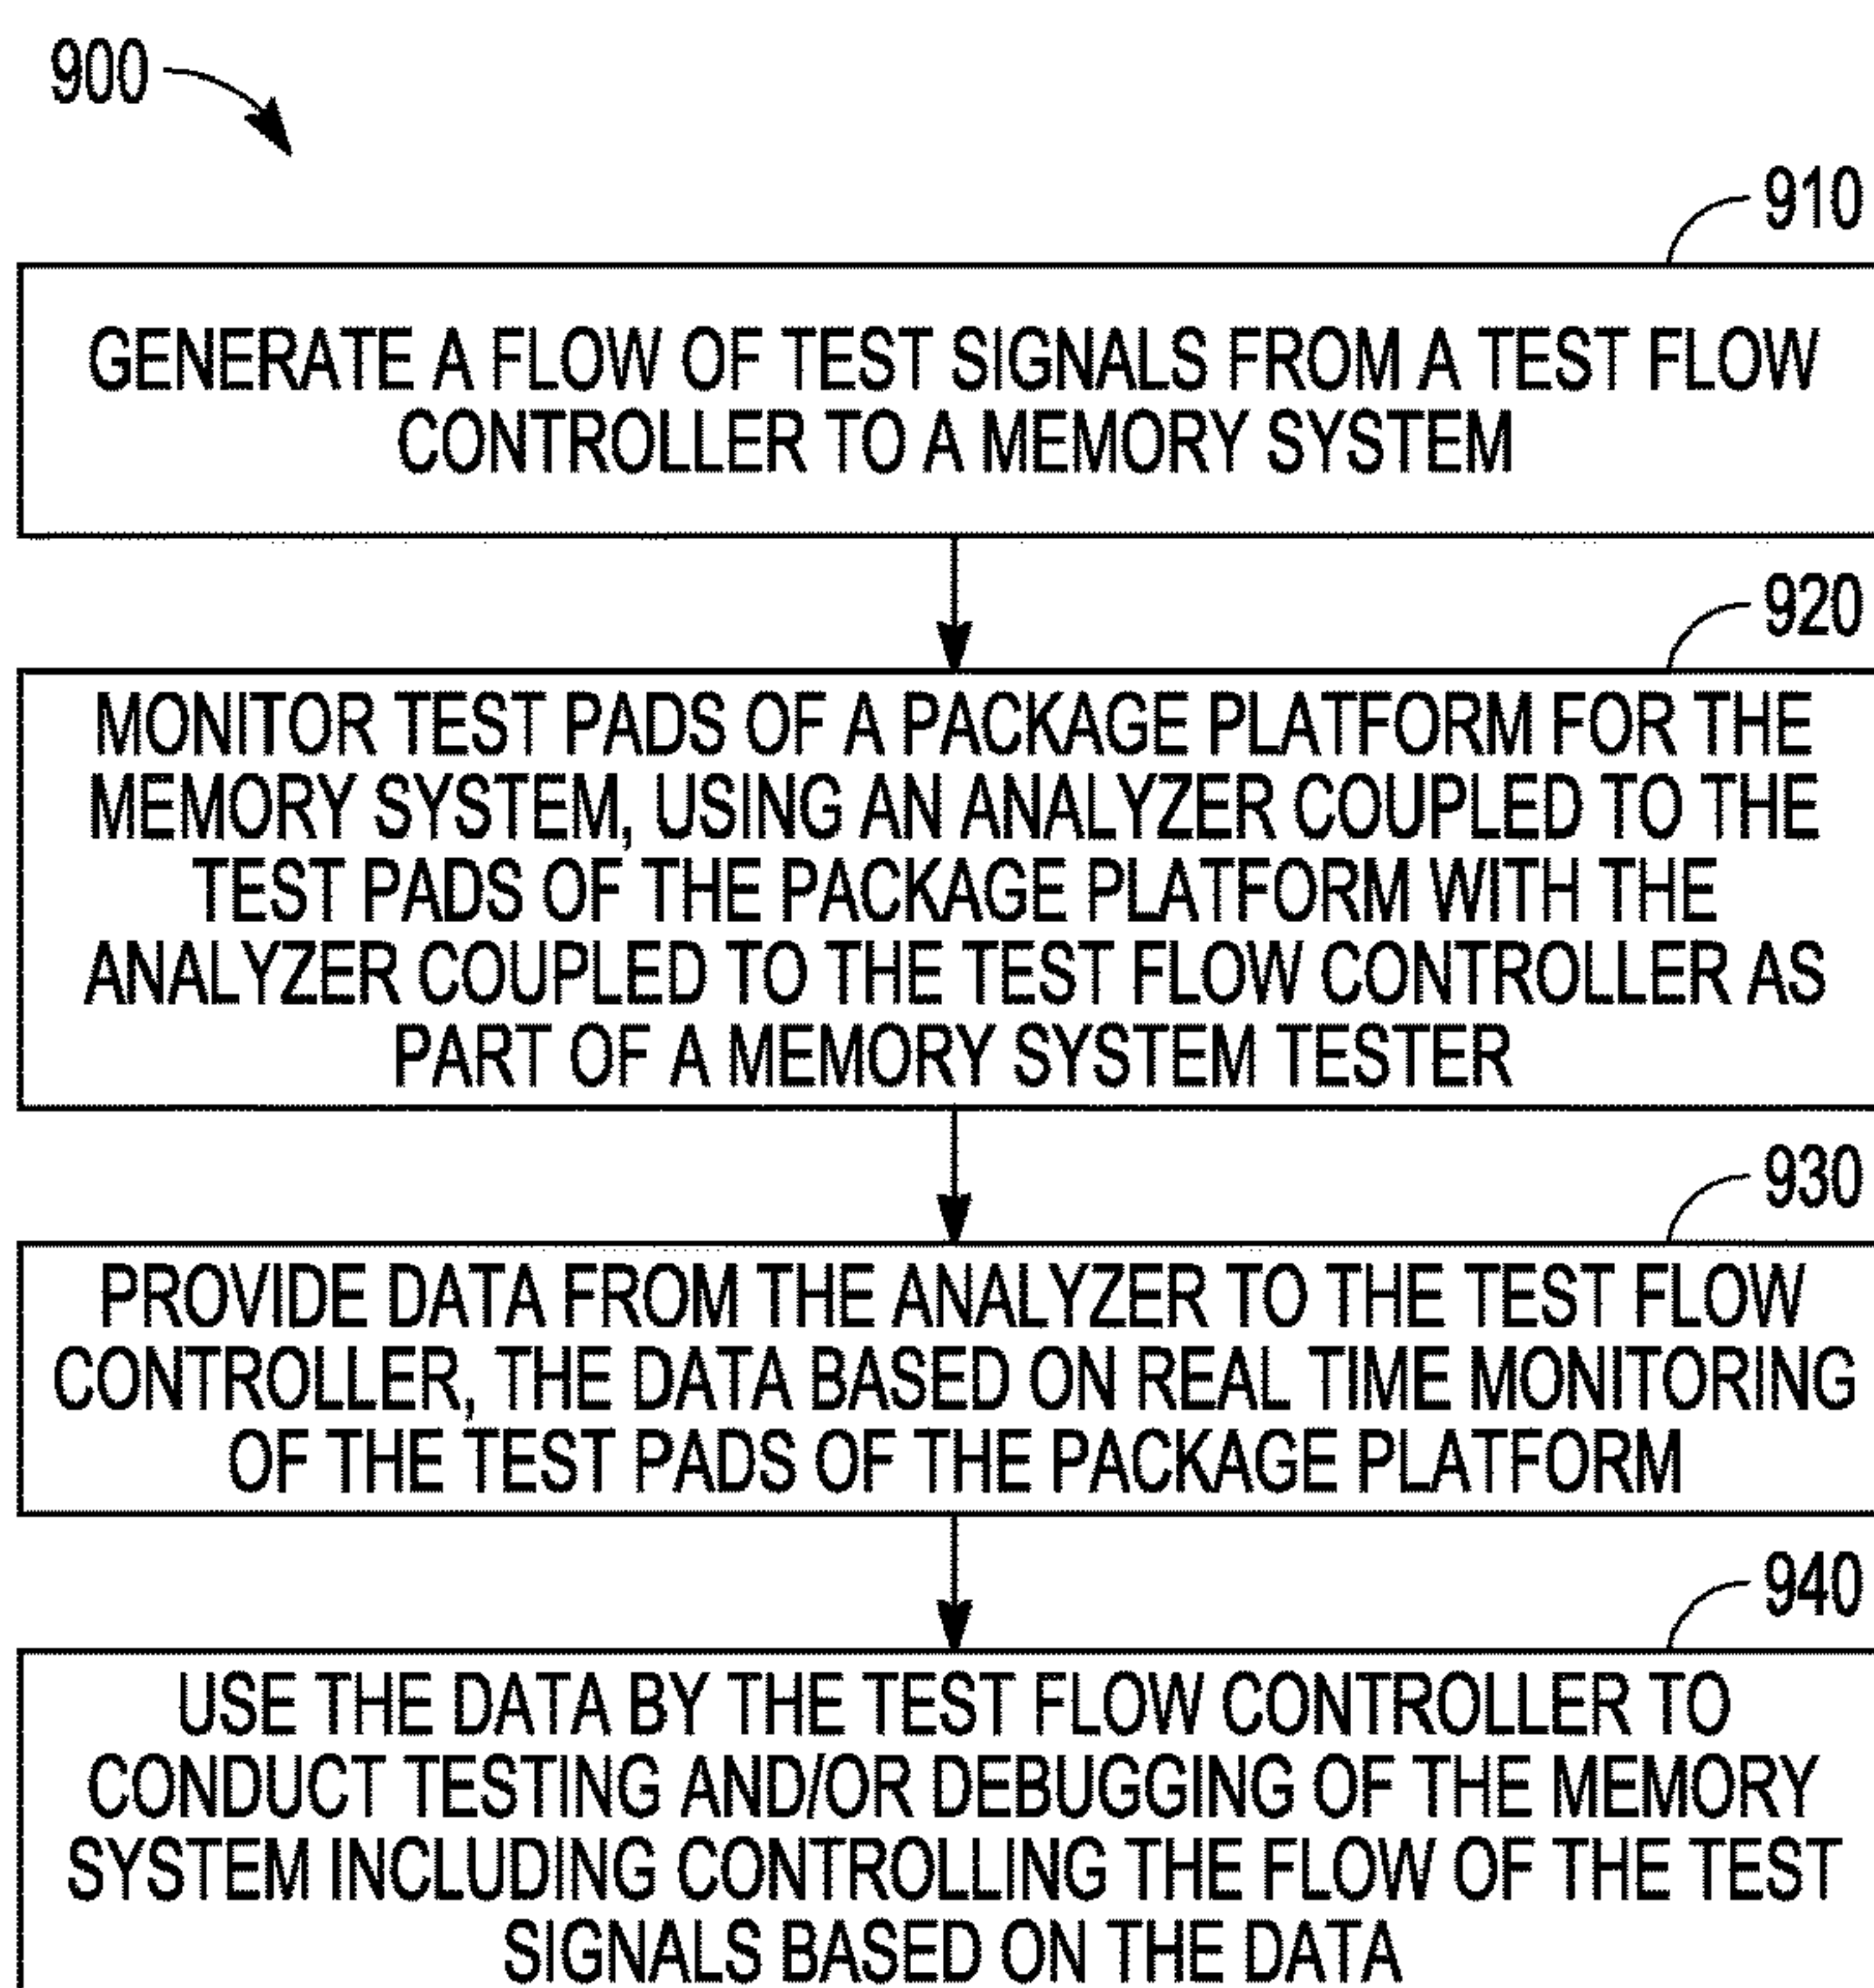 900
910
GENERATE A FLOW OF TEST SIGNALS FROM A TEST FLOW
CONTROLLER TO A MEMORY SYSTEM
920
MONITOR TEST PADS OF A PACKAGE PLATFORM FOR THE
MEMORY SYSTEM, USING AN ANALYZER COUPLED TO THE
TEST PADS OF THE PACKAGE PLATFORM WITH THE
ANALYZER COUPLED TO THE TEST FLOW CONTROLLER AS
PART OF A MEMORY SYSTEM TESTER
930
PROVIDE DATA FROM THE ANALYZER TO THE TEST FLOW
CONTROLLER, THE DATA BASED ON REAL TIME MONITORING
OF THE TEST PADS OF THE PACKAGE PLATFORM
940
USE THE DATA BY THE TEST FLOW CONTROLLER TO
CONDUCT TESTING AND/OR DEBUGGING OF THE MEMORY
SYSTEM INCLUDING CONTROLLING THE FLOW OF THE TEST
SIGNALS BASED ON THE DATA